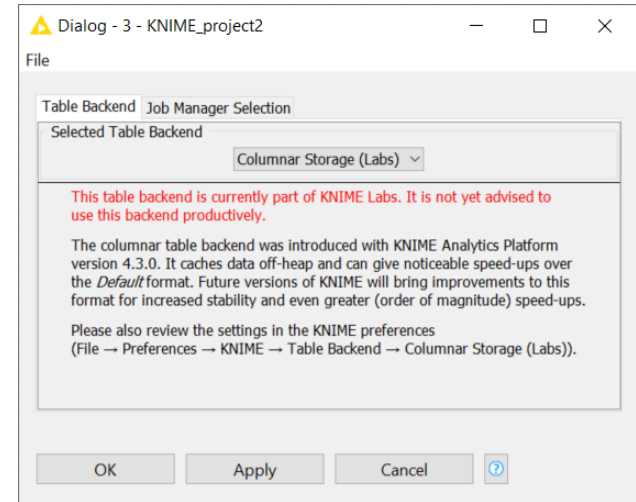 Dialog - 3 - KNIME_project2
File
Table Backend Job Manager Selection
Selected Table Backend
Columnar Storage (Labs)
This table backend is currently part of KNIME Labs. It is not yet advised to
use this backend productively.
The columnar table backend was introduced with KNIME Analytics Platform
version 4.3.0. It caches data off-heap and can give noticeable speed-ups over
the Default format. Future versions of KNIME will bring improvements to this
format for increased stability and even greater (order of magnitude) speed-ups.
Please also review the settings in the KNIME preferences
(File → Preferences → KNIME → Table Backend → Columnar Storage (Labs)).
OK Apply Cancel ?